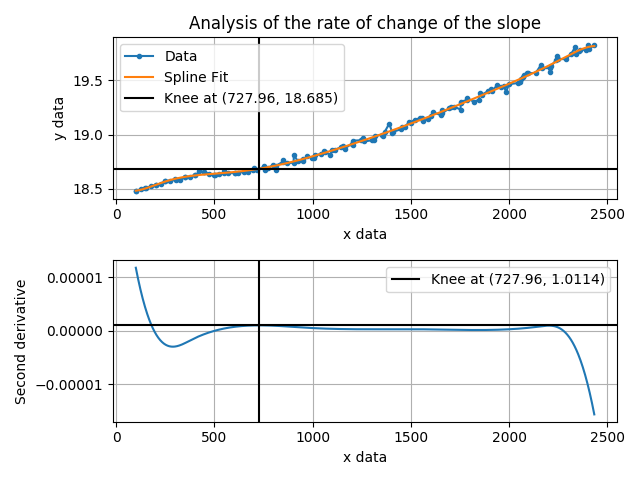 Analysis of the rate of change of the slope
Data
Spline Fit
Knee at (727.96, 18.685)
y data
19.5
19.0
18.5
0 500 1000 1500 2000 2500
x data
Knee at (727.96, 1.0114)
Second derivative
0.00001
0.00000
−0.00001
0 500 1000 1500 2000 2500
x data